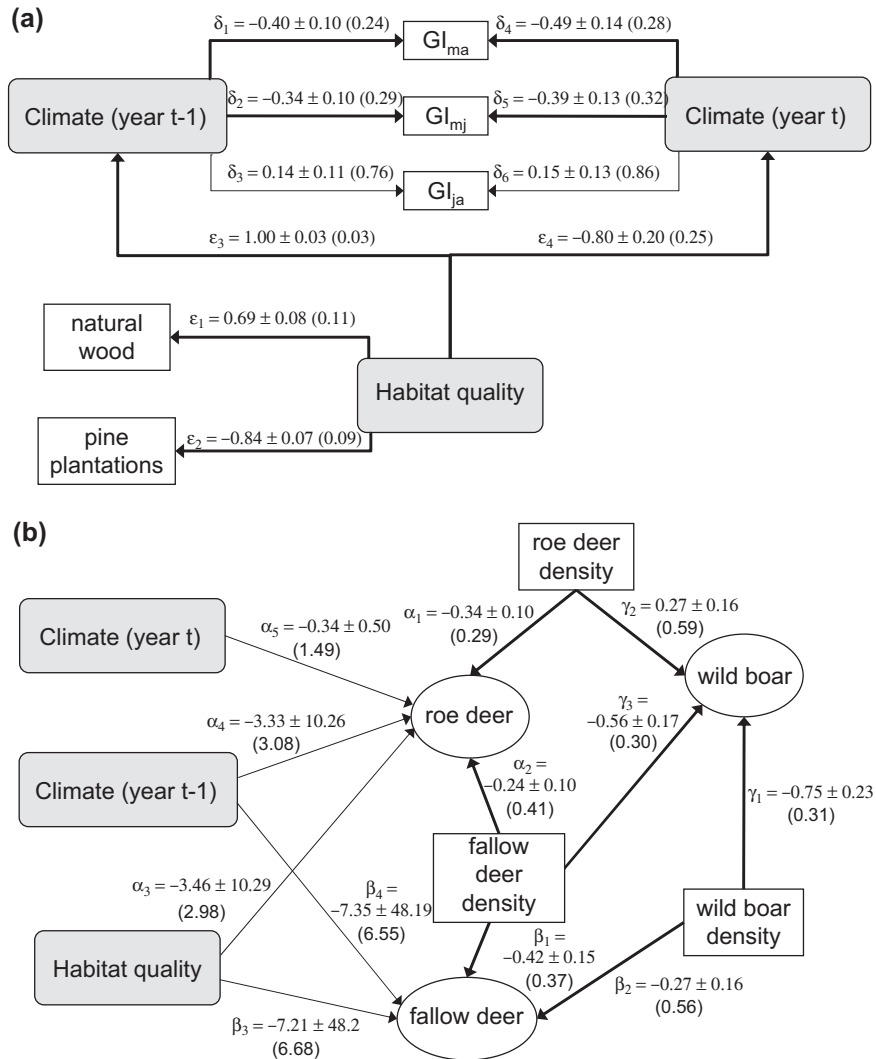 (a)
δ₁ = −0.40 ± 0.10 (0.24)
GI_ma
δ₄ = −0.49 ± 0.14 (0.28)
Climate (year t-1)
δ₂ = −0.34 ± 0.10 (0.29)
GI_mj
δ₅ = −0.39 ± 0.13 (0.32)
Climate (year t)
δ₃ = 0.14 ± 0.11 (0.76)
GI_ja
δ₆ = 0.15 ± 0.13 (0.86)
ε₃ = 1.00 ± 0.03 (0.03)
ε₄ = −0.80 ± 0.20 (0.25)
natural
wood
ε₁ = 0.69 ± 0.08 (0.11)
Habitat quality
pine
plantations
ε₂ = −0.84 ± 0.07 (0.09)
(b)
roe deer
density
Climate (year t)
α₅ = −0.34 ± 0.50
(1.49)
α₁ = −0.34 ± 0.10
(0.29)
γ₂ = 0.27 ± 0.16
(0.59)
wild boar
roe deer
γ₃ =
-0.56 ± 0.17
(0.30)
α₄ = −3.33 ± 10.26
(3.08)
Climate (year t-1)
α₂ =
−0.24 ± 0.10
(0.41)
γ₁ = −0.75 ± 0.23
(0.31)
fallow
deer
density
α₃ = −3.46 ± 10.29
(2.98)
β₄ =
-7.35 ± 48.19
(6.55)
wild boar
density
Habitat quality
β₁ =
-0.42 ± 0.15
(0.37)
β₂ = −0.27 ± 0.16
(0.56)
fallow deer
β₃ = −7.21 ± 48.2
(6.68)